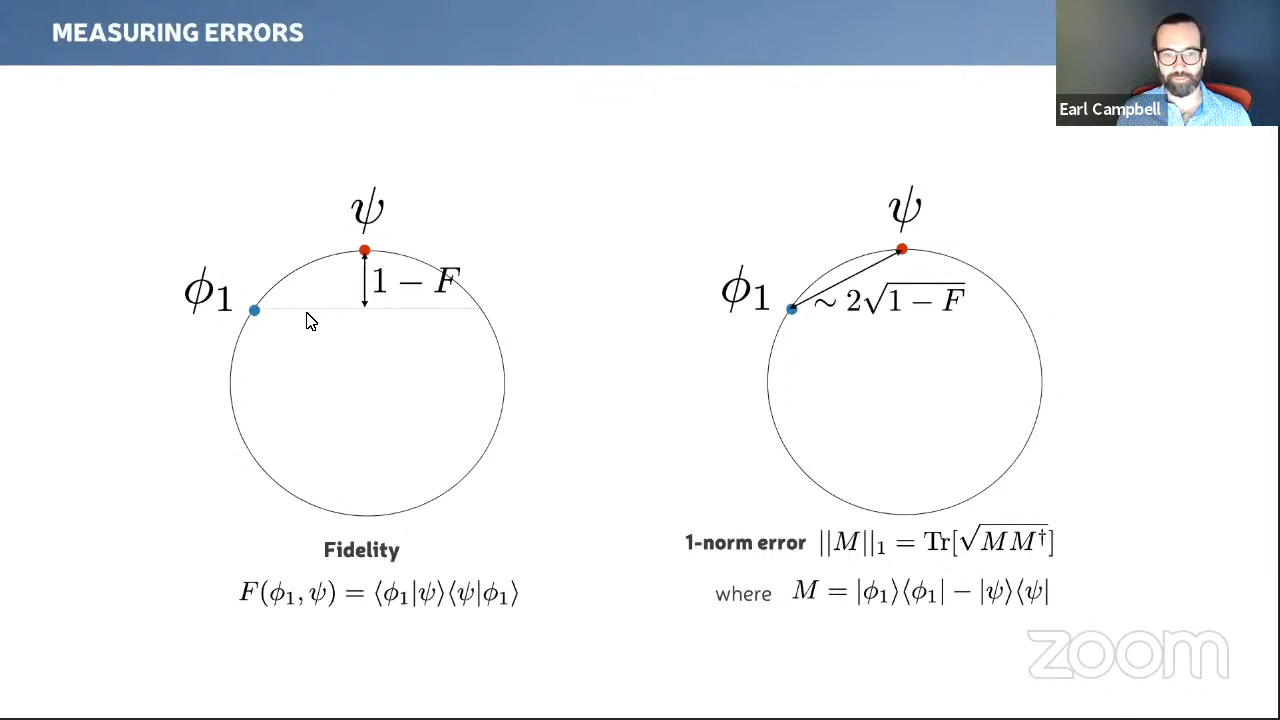 MEASURING ERRORS
Earl Campbell
ψ
ϕ₁
1 − F
Fidelity
F(ϕ₁, ψ) = ⟨ϕ₁|ψ⟩⟨ψ|ϕ₁⟩
ψ
ϕ₁
∼ 2√(1 − F)
1-norm error ||M||₁ = Tr[√(MM†)]
where M = |ϕ₁⟩⟨ϕ₁| − |ψ⟩⟨ψ|
zoom